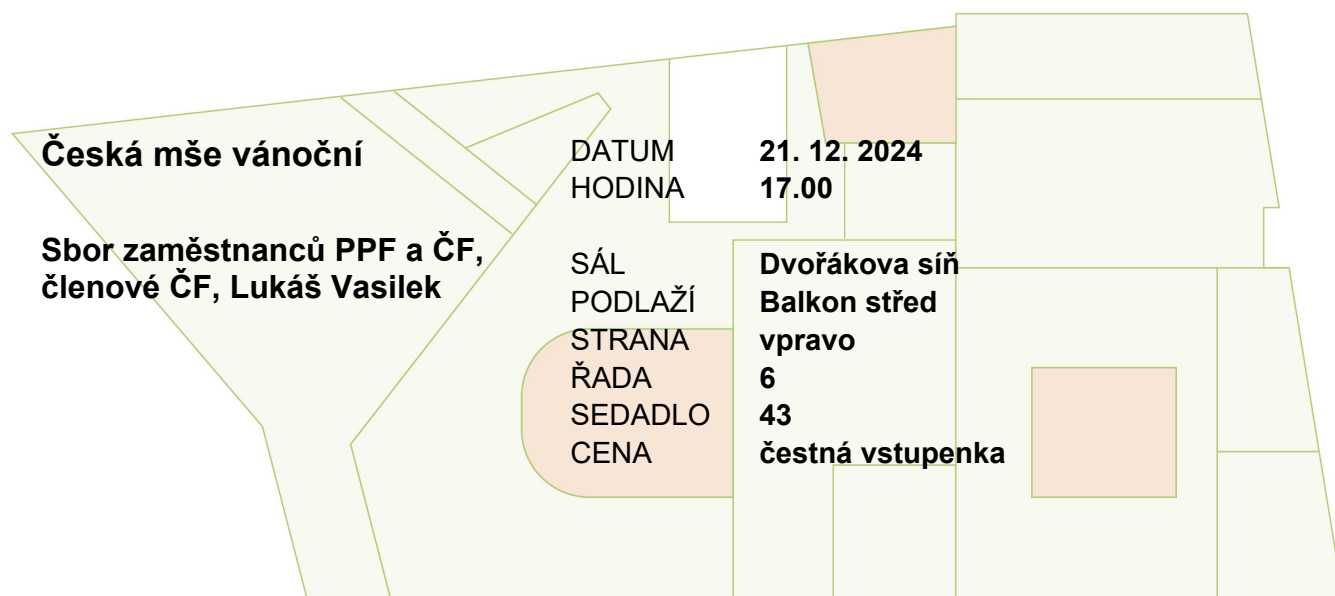 Česká mše vánoční
Sbor zaměstnanců PPF a ČF,
členové ČF, Lukáš Vasilek
DATUM 21. 12. 2024
HODINA 17.00
SÁL Dvořákova síň
PODLAŽÍ Balkon střed
STRANA vpravo
ŘADA 6
SEDADLO 43
CENA čestná vstupenka